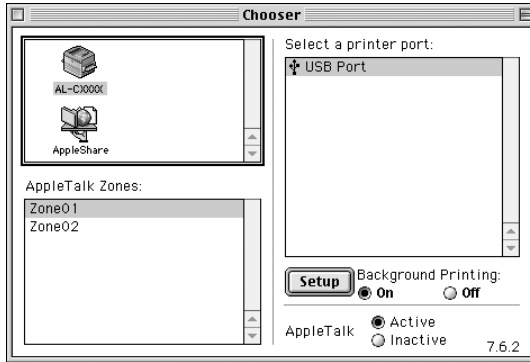 Chooser
AL-CXXXX
AppleShare
AppleTalk Zones:
Zone01
Zone02
Select a printer port:
USB Port
Setup
Background Printing:
On Off
AppleTalk
Active
Inactive
7.6.2